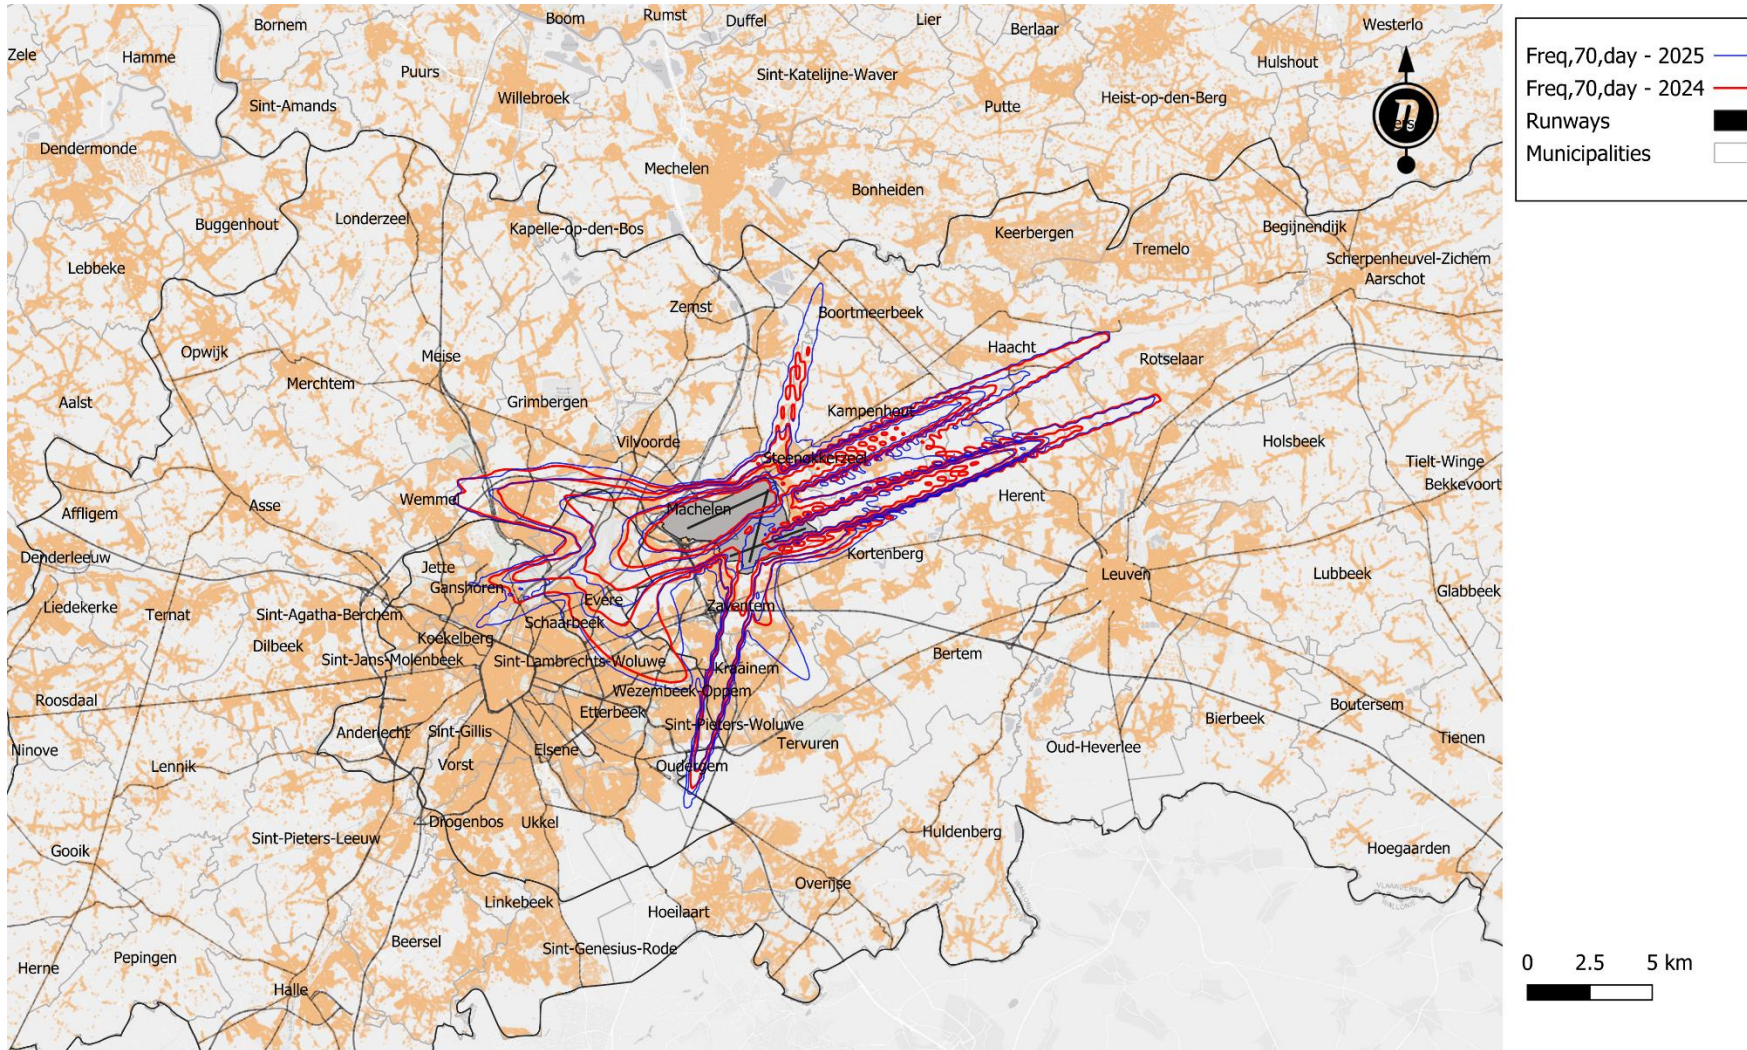 Bornem
Boom
Rumst
Duffel
Lier
Berlaar
Westerlo
Zele
Hamme
Puurs
Sint-Katelijne-Waver
Hulshout
Sint-Amands
Willebroek
Putte
Heist-op-den-Berg
Dendermonde
Mechelen
Bonheiden
Buggenhout
Londerzeel
Kapelle-op-den-Bos
Keerbergen
Tremelo
Begijnendijk
Lebbeke
Scherpenheuvel-Zichem
Aarschot
Zemst
Boortmeerbeek
Opwijk
Meise
Haacht
Rotselaar
Merchtem
Aalst
Grimbergen
Kampenhout
Vilvoorde
Holsbeek
Steenokkerzeel
Tielt-Winge
Bekkevoort
Affligem
Asse
Wemmel
Machelen
Herent
Denderleeuw
Jette
Kortenberg
Ganshoren
Leuven
Lubbeek
Glabbeek
Liedekerke
Ternat
Sint-Agatha-Berchem
Evere
Zaventem
Schaarbeek
Koekelberg
Dilbeek
Sint-Jans-Molenbeek
Sint-Lambrechts-Woluwe
Kraainem
Bertem
Roosdaal
Wezembeek-Oppem
Etterbeek
Sint-Pieters-Woluwe
Bierbeek
Boutersem
Anderlecht
Sint-Gillis
Elsene
Tervuren
Oud-Heverlee
Tienen
Ninove
Lennik
Vorst
Oudergem
Drogenbos
Ukkel
Sint-Pieters-Leeuw
Huldenberg
Gooik
Hoegaarden
Overijse
VLAANDEREN
WALLONIE
Linkebeek
Hoeilaart
Beersel
Sint-Genesius-Rode
Herne
Pepingen
Halle
Freq,70,day - 2025
Freq,70,day - 2024
Runways
Municipalities
0 2.5 5 km